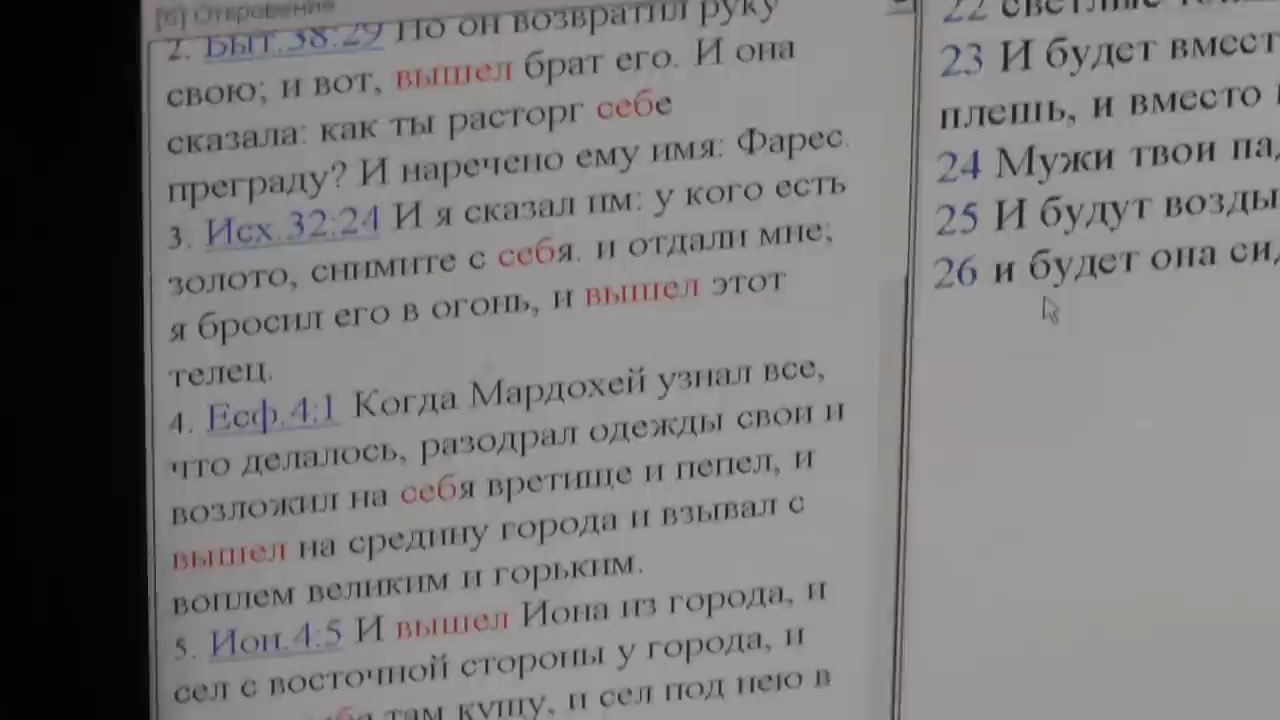 [6] Откровение
2. Быт.38:29 Но он возвратил руку
свою; и вот, вышел брат его. И она
сказала: как ты расторг себе
преграду? И наречено ему имя: Фарес.
3. Исх.32:24 И я сказал им: у кого есть
золото, снимите с себя. и отдали мне;
я бросил его в огонь, и вышел этот
телец.
4. Есф.4:1 Когда Мардохей узнал все,
что делалось, разодрал одежды свои и
возложил на себя вретище и пепел, и
вышел на средину города и взывал с
воплем великим и горьким.
5. Ион.4:5 И вышел Иона из города, и
сел с восточной стороны у города, и
там кущу, и сел под нею в
22 светлые
23 И будет вмест
плешь, и вместо
24 Мужи твои па
25 И будут возды
26 и будет она си